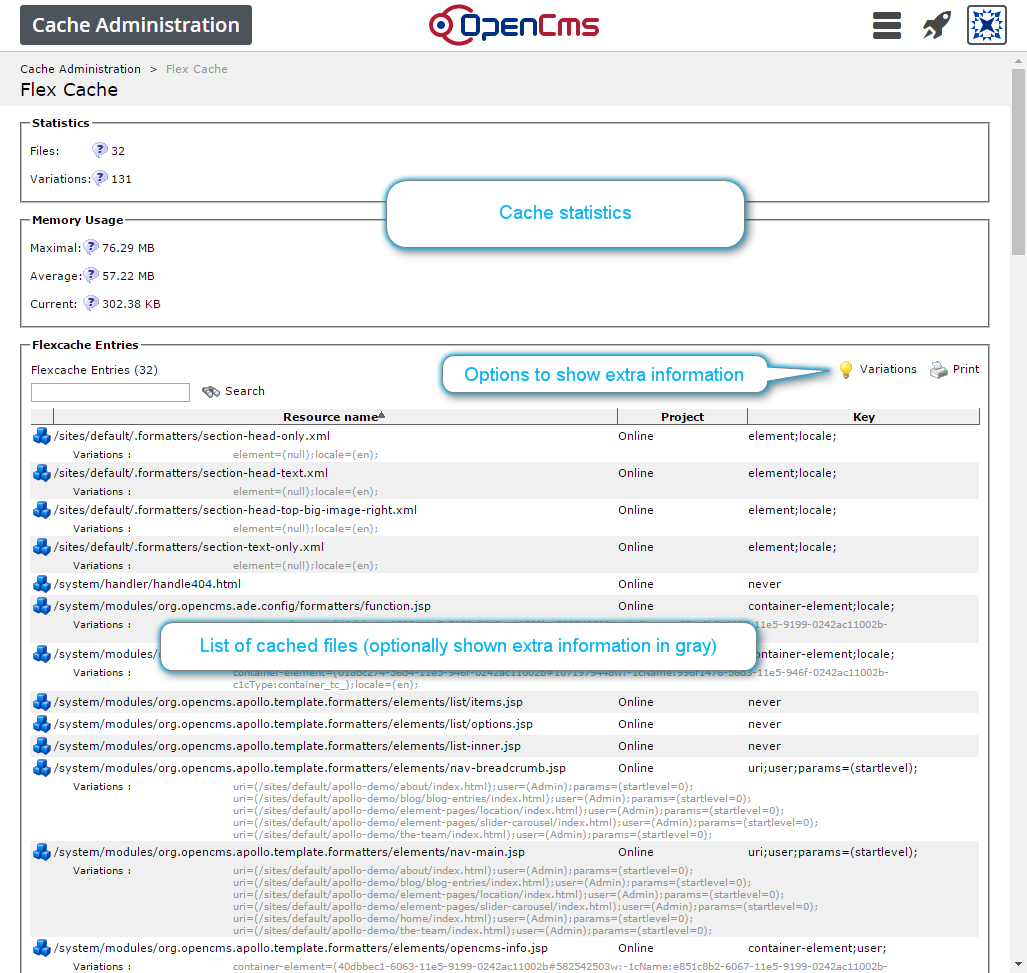 Cache Administration
OpenCms
Cache Administration > Flex Cache
Flex Cache
Statistics
Files: ? 32
Variations: ? 131
Cache statistics
Memory Usage
Maximal: ? 76.29 MB
Average: ? 57.22 MB
Current: ? 302.38 KB
Flexcache Entries
Flexcache Entries (32)
Options to show extra information
Variations Print
Search
Resource name Project Key
/sites/default/.formatters/section-head-only.xml Online element;locale;
Variations : element=(null);locale=(en);
/sites/default/.formatters/section-head-text.xml Online element;locale;
Variations : element=(null);locale=(en);
/sites/default/.formatters/section-head-top-big-image-right.xml Online element;locale;
Variations : element=(null);locale=(en);
/sites/default/.formatters/section-text-only.xml Online element;locale;
Variations : element=(null);locale=(en);
/system/handler/handle404.html Online never
/system/modules/org.opencms.ade.config/formatters/function.jsp Online container-element;locale;
Variations :
List of cached files (optionally shown extra information in gray)
/system/modules/
Variations :
c1cType:container_tc_);locale=(en);
/system/modules/org.opencms.apollo.template.formatters/elements/list/items.jsp Online never
/system/modules/org.opencms.apollo.template.formatters/elements/list/options.jsp Online never
/system/modules/org.opencms.apollo.template.formatters/elements/list-inner.jsp Online never
/system/modules/org.opencms.apollo.template.formatters/elements/nav-breadcrumb.jsp Online uri;user;params=(startlevel);
Variations : uri=(/sites/default/apollo-demo/about/index.html);user=(Admin);params=(startlevel=0);
uri=(/sites/default/apollo-demo/blog/blog-entries/index.html);user=(Admin);params=(startlevel=0);
uri=(/sites/default/apollo-demo/element-pages/location/index.html);user=(Admin);params=(startlevel=0);
uri=(/sites/default/apollo-demo/element-pages/slider-carousel/index.html);user=(Admin);params=(startlevel=0);
uri=(/sites/default/apollo-demo/the-team/index.html);user=(Admin);params=(startlevel=0);
/system/modules/org.opencms.apollo.template.formatters/elements/nav-main.jsp Online uri;user;params=(startlevel);
Variations : uri=(/sites/default/apollo-demo/about/index.html);user=(Admin);params=(startlevel=0);
uri=(/sites/default/apollo-demo/blog/blog-entries/index.html);user=(Admin);params=(startlevel=0);
uri=(/sites/default/apollo-demo/element-pages/location/index.html);user=(Admin);params=(startlevel=0);
uri=(/sites/default/apollo-demo/element-pages/slider-carousel/index.html);user=(Admin);params=(startlevel=0);
uri=(/sites/default/apollo-demo/home/index.html);user=(Admin);params=(startlevel=0);
uri=(/sites/default/apollo-demo/the-team/index.html);user=(Admin);params=(startlevel=0);
/system/modules/org.opencms.apollo.template.formatters/elements/opencms-info.jsp Online container-element;user;
Variations : container-element=(40dbbec1-6063-11e5-9199-0242ac11002b#582542503w:-1cName:e851c8b2-6067-11e5-9199-0242ac11002b-